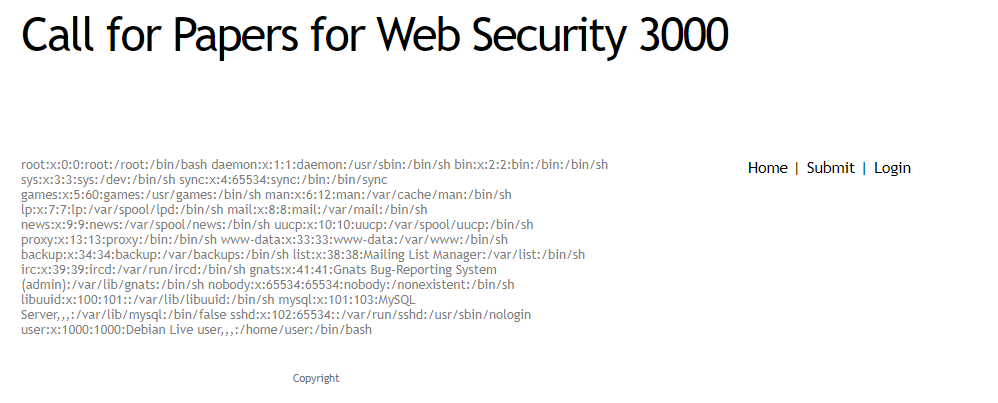 Call for Papers for Web Security 3000
Home | Submit | Login
root:x:0:0:root:/root:/bin/bash daemon:x:1:1:daemon:/usr/sbin:/bin/sh bin:x:2:2:bin:/bin:/bin/sh
sys:x:3:3:sys:/dev:/bin/sh sync:x:4:65534:sync:/bin:/bin/sync
games:x:5:60:games:/usr/games:/bin/sh man:x:6:12:man:/var/cache/man:/bin/sh
lp:x:7:7:lp:/var/spool/lpd:/bin/sh mail:x:8:8:mail:/var/mail:/bin/sh
news:x:9:9:news:/var/spool/news:/bin/sh uucp:x:10:10:uucp:/var/spool/uucp:/bin/sh
proxy:x:13:13:proxy:/bin:/bin/sh www-data:x:33:33:www-data:/var/www:/bin/sh
backup:x:34:34:backup:/var/backups:/bin/sh list:x:38:38:Mailing List Manager:/var/list:/bin/sh
irc:x:39:39:ircd:/var/run/ircd:/bin/sh gnats:x:41:41:Gnats Bug-Reporting System
(admin):/var/lib/gnats:/bin/sh nobody:x:65534:65534:nobody:/nonexistent:/bin/sh
libuuid:x:100:101::/var/lib/libuuid:/bin/sh mysql:x:101:103:MySQL
Server,,,:/var/lib/mysql:/bin/false sshd:x:102:65534::/var/run/sshd:/usr/sbin/nologin
user:x:1000:1000:Debian Live user,,,:/home/user:/bin/bash
Copyright